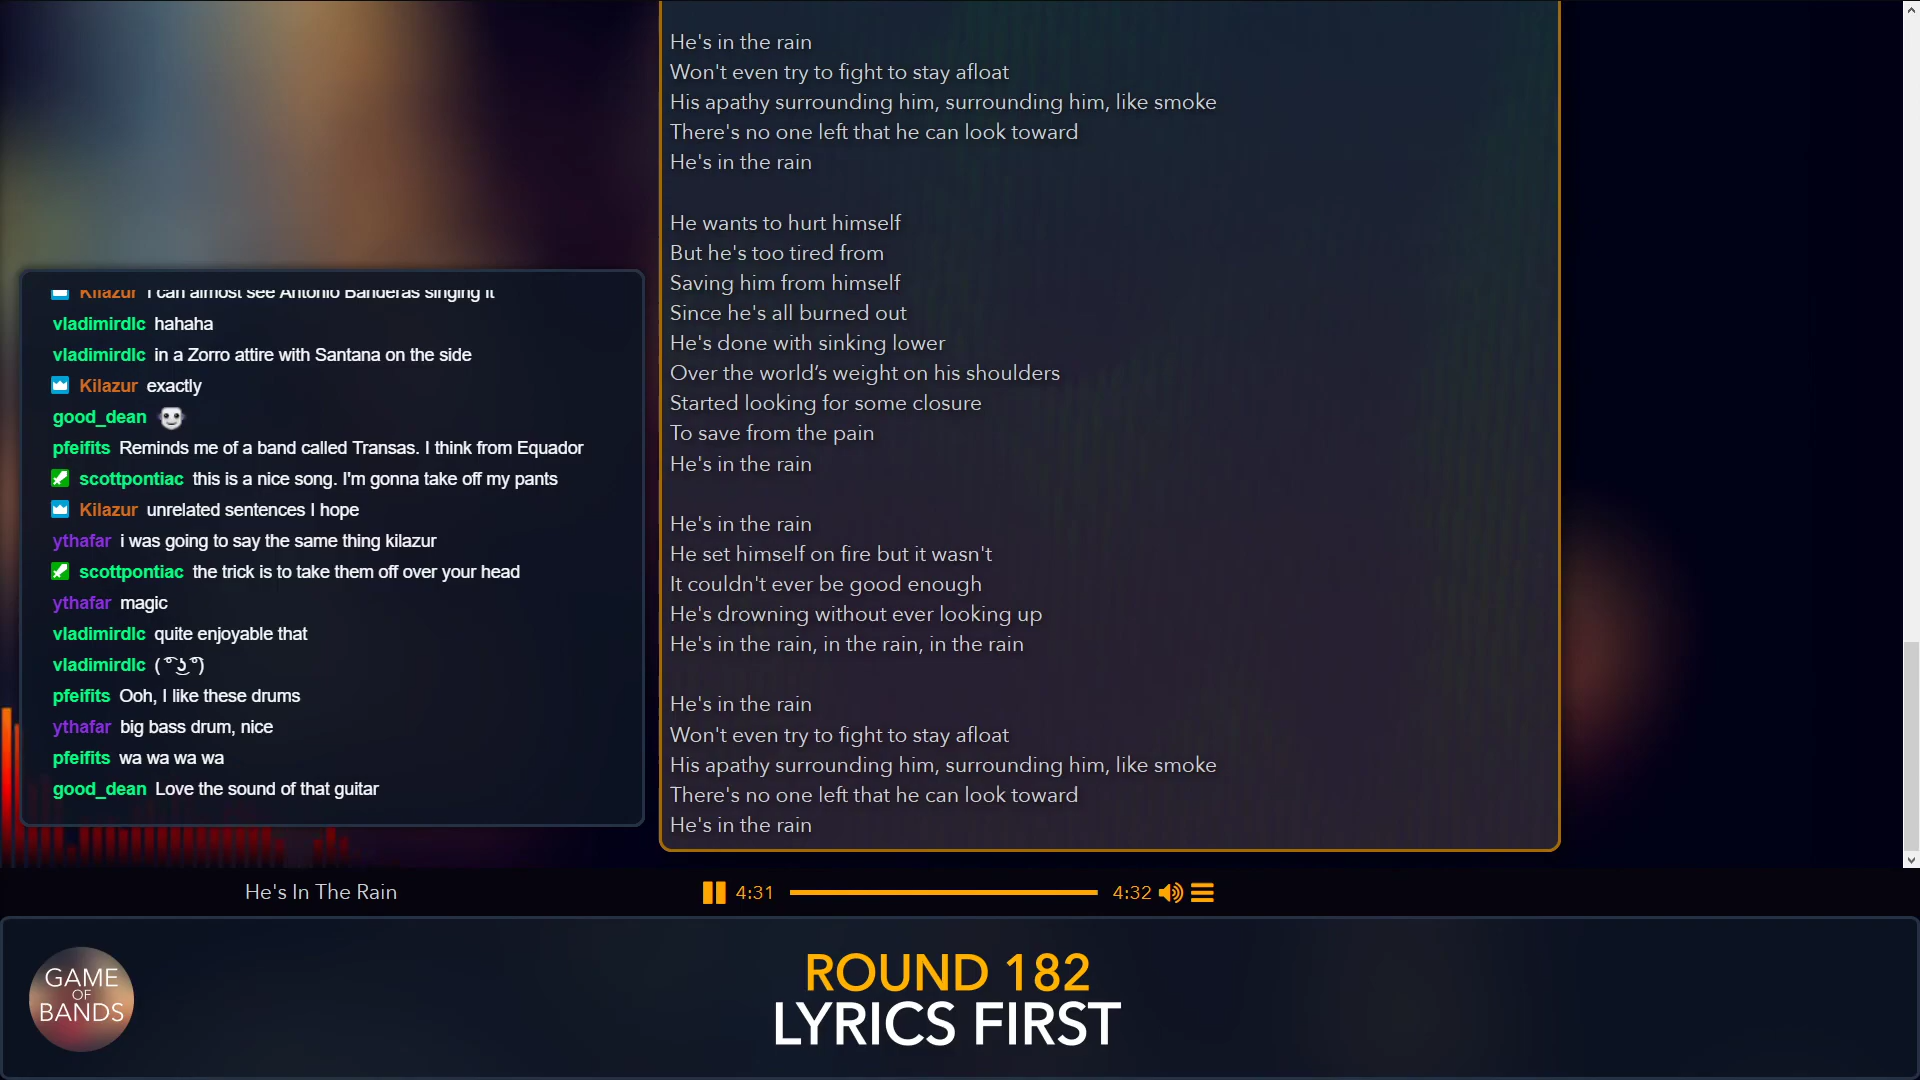 Kilazur I can almost see Antonio Banderas singing it
vladimirdlc hahaha
vladimirdlc in a Zorro attire with Santana on the side
Kilazur exactly
good_dean
pfeifits Reminds me of a band called Transas. I think from Equador
scottpontiac this is a nice song. I'm gonna take off my pants
Kilazur unrelated sentences I hope
ythafar i was going to say the same thing kilazur
scottpontiac the trick is to take them off over your head
ythafar magic
vladimirdlc quite enjoyable that
vladimirdlc ( ͡° ͜ʖ ͡°)
pfeifits Ooh, I like these drums
ythafar big bass drum, nice
pfeifits wa wa wa wa
good_dean Love the sound of that guitar
He's in the rain
Won't even try to fight to stay afloat
His apathy surrounding him, surrounding him, like smoke
There's no one left that he can look toward
He's in the rain
He wants to hurt himself
But he's too tired from
Saving him from himself
Since he's all burned out
He's done with sinking lower
Over the world’s weight on his shoulders
Started looking for some closure
To save from the pain
He's in the rain
He's in the rain
He set himself on fire but it wasn't
It couldn't ever be good enough
He's drowning without ever looking up
He's in the rain, in the rain, in the rain
He's in the rain
Won't even try to fight to stay afloat
His apathy surrounding him, surrounding him, like smoke
There's no one left that he can look toward
He's in the rain
He's In The Rain
4:31
4:32
GAME
OF
BANDS
ROUND 182
LYRICS FIRST